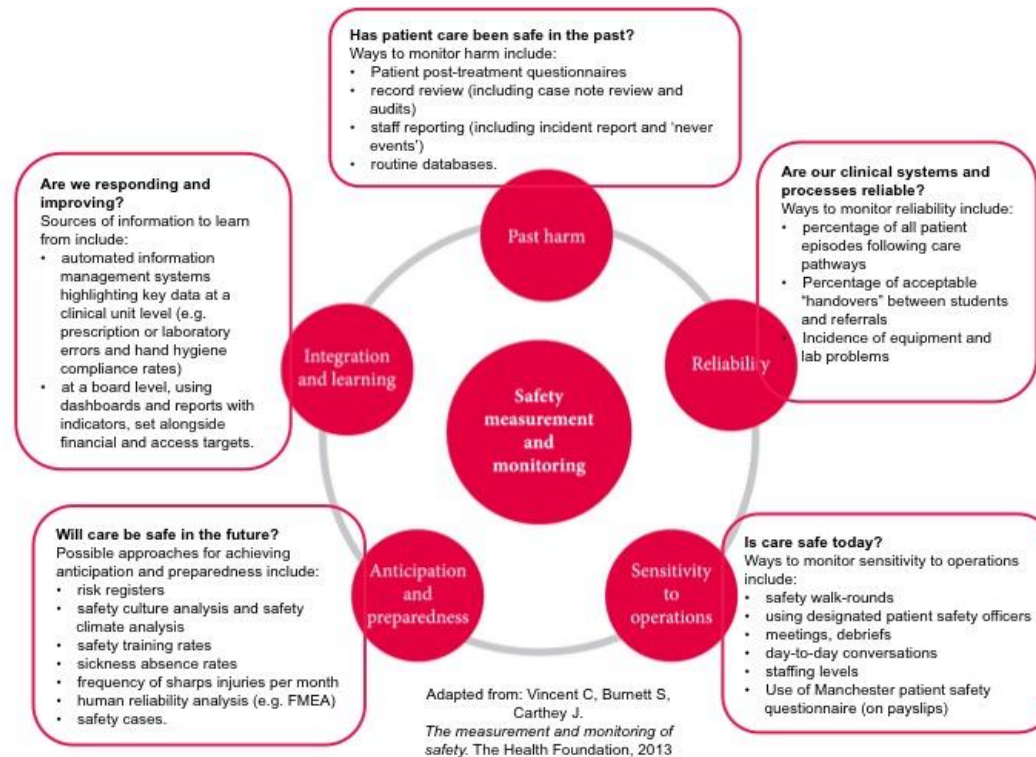 Has patient care been safe in the past?
Ways to monitor harm include:
• Patient post-treatment questionnaires
• record review (including case note review and
audits)
• staff reporting (including incident report and ‘never
events’)
• routine databases.
Are our clinical systems and
processes reliable?
Ways to monitor reliability include:
• percentage of all patient
episodes following care
pathways
• Percentage of acceptable
“handovers” between students
and referrals
• Incidence of equipment and
lab problems
Are we responding and
improving?
Sources of information to learn
from include:
• automated information
management systems
highlighting key data at a
clinical unit level (e.g.
prescription or laboratory
errors and hand hygiene
compliance rates)
• at a board level, using
dashboards and reports with
indicators, set alongside
financial and access targets.
Past harm
Integration
and learning
Reliability
Safety
measurement
and
monitoring
Anticipation
and
preparedness
Sensitivity
to
operations
Will care be safe in the future?
Possible approaches for achieving
anticipation and preparedness include:
• risk registers
• safety culture analysis and safety
climate analysis
• safety training rates
• sickness absence rates
• frequency of sharps injuries per month
• human reliability analysis (e.g. FMEA)
• safety cases.
Is care safe today?
Ways to monitor sensitivity to operations
include:
• safety walk-rounds
• using designated patient safety officers
• meetings, debriefs
• day-to-day conversations
• staffing levels
• Use of Manchester patient safety
questionnaire (on payslips)
Adapted from: Vincent C, Burnett S,
Carthey J.
The measurement and monitoring of
safety. The Health Foundation, 2013